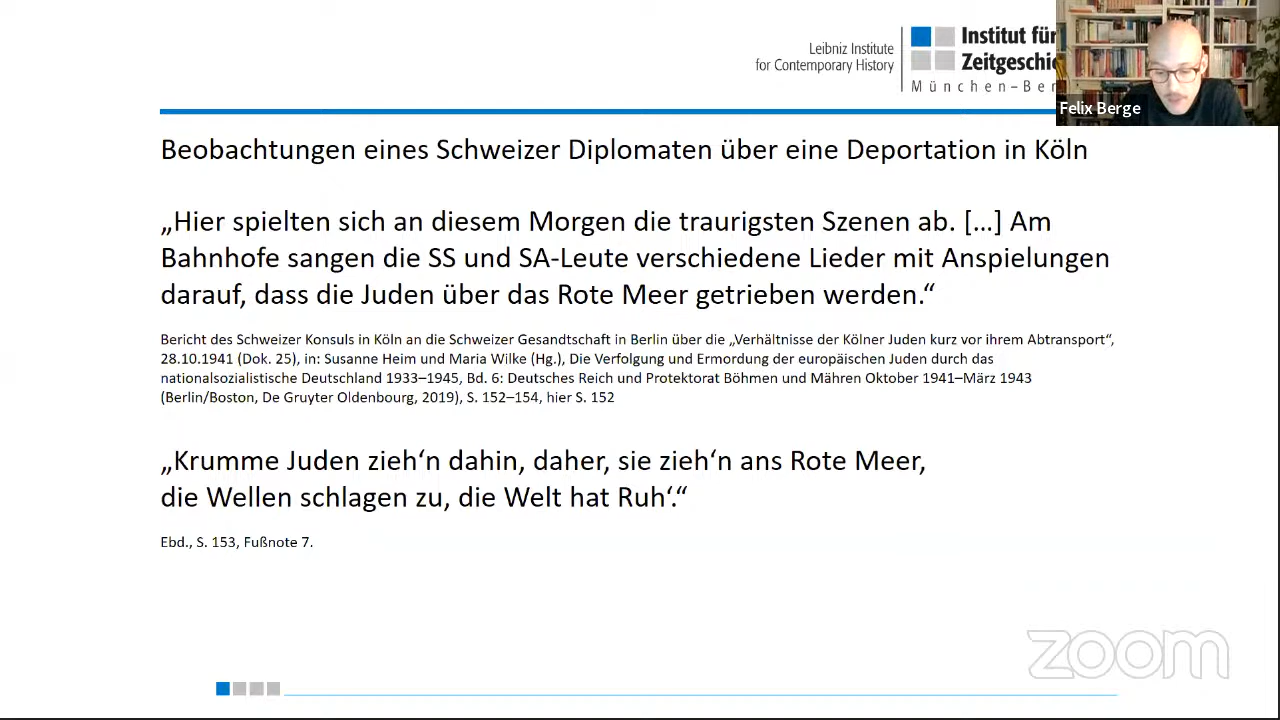 Leibniz Institute
for Contemporary History
Institut für
Zeitgeschic
München–Ber
Felix Berge
Beobachtungen eines Schweizer Diplomaten über eine Deportation in Köln
„Hier spielten sich an diesem Morgen die traurigsten Szenen ab. […] Am
Bahnhofe sangen die SS und SA-Leute verschiedene Lieder mit Anspielungen
darauf, dass die Juden über das Rote Meer getrieben werden.“
Bericht des Schweizer Konsuls in Köln an die Schweizer Gesandtschaft in Berlin über die „Verhältnisse der Kölner Juden kurz vor ihrem Abtransport“,
28.10.1941 (Dok. 25), in: Susanne Heim und Maria Wilke (Hg.), Die Verfolgung und Ermordung der europäischen Juden durch das
nationalsozialistische Deutschland 1933–1945, Bd. 6: Deutsches Reich und Protektorat Böhmen und Mähren Oktober 1941–März 1943
(Berlin/Boston, De Gruyter Oldenbourg, 2019), S. 152–154, hier S. 152
„Krumme Juden zieh‘n dahin, daher, sie zieh‘n ans Rote Meer,
die Wellen schlagen zu, die Welt hat Ruh‘.“
Ebd., S. 153, Fußnote 7.
zoom